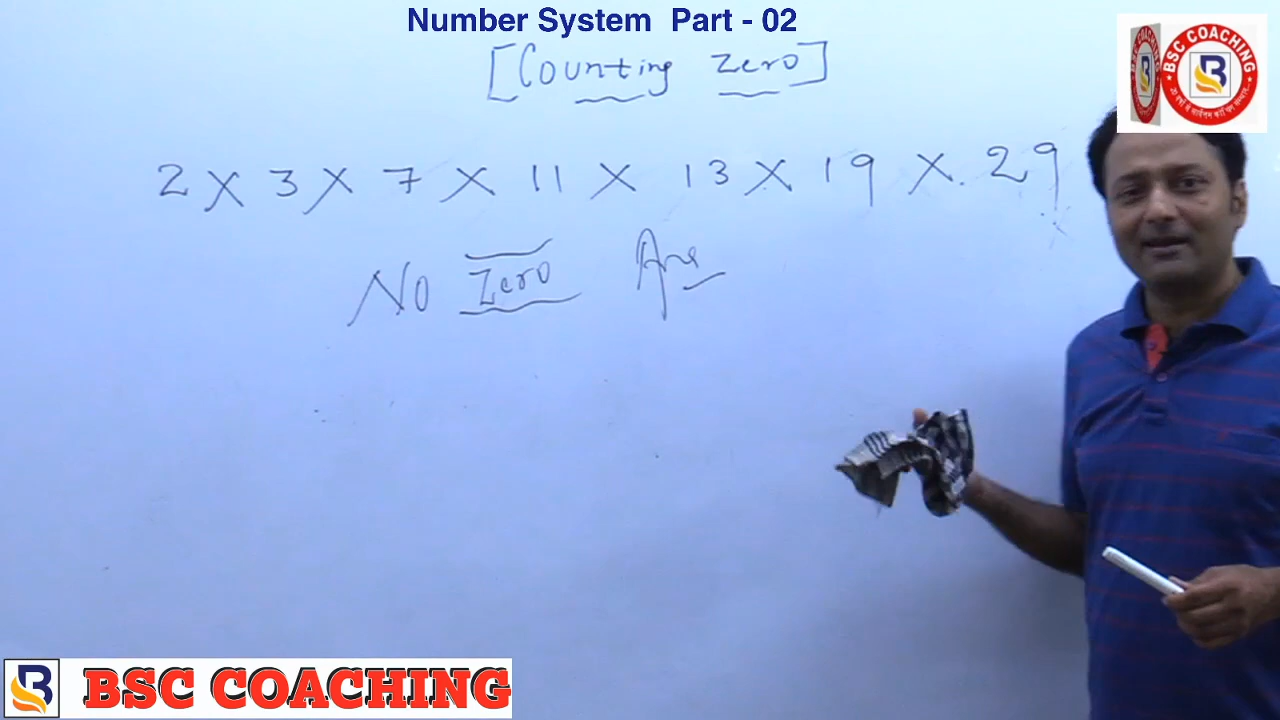 Number System Part - 02
[Counting Zero]
2 X 3 X 7 X 11 X 13 X 19 X 29
No Zero Ans
BSC COACHING
BSC COACHING